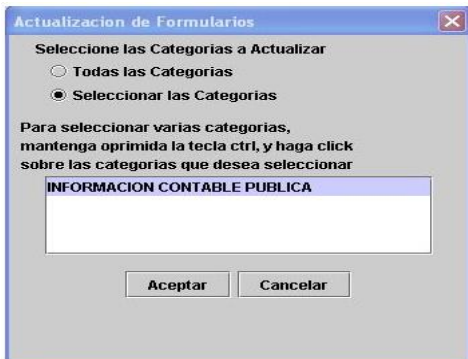 Actualizacion de Formularios
Seleccione las Categorias a Actualizar
Todas las Categorias
Seleccionar las Categorias
Para seleccionar varias categorias,
mantenga oprimida la tecla ctrl, y haga click
sobre las categorias que desea seleccionar
INFORMACION CONTABLE PUBLICA
Aceptar Cancelar